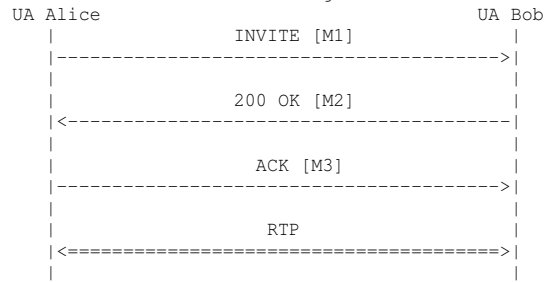 UA Alice UA Bob
INVITE [M1]
200 OK [M2]
ACK [M3]
RTP